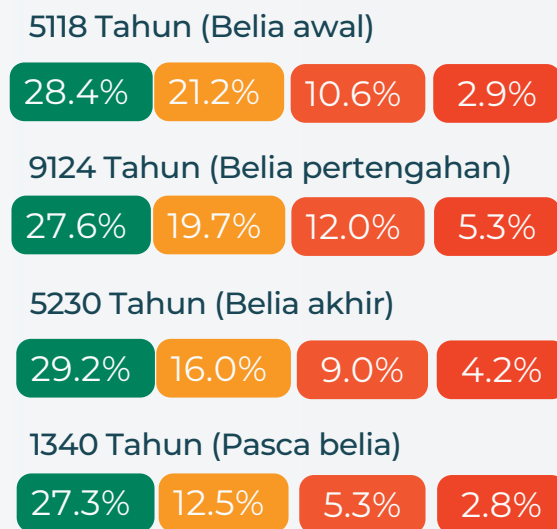 5118 Tahun (Belia awal)
28.4% 21.2% 10.6% 2.9%
9124 Tahun (Belia pertengahan)
27.6% 19.7% 12.0% 5.3%
5230 Tahun (Belia akhir)
29.2% 16.0% 9.0% 4.2%
1340 Tahun (Pasca belia)
27.3% 12.5% 5.3% 2.8%